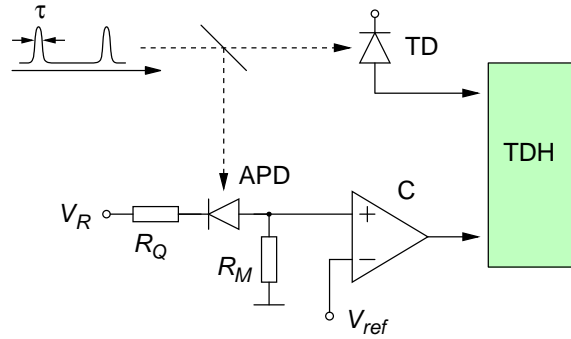 τ
TD
TDH
APD
C
V_R
R_Q
R_M
+
−
V_ref